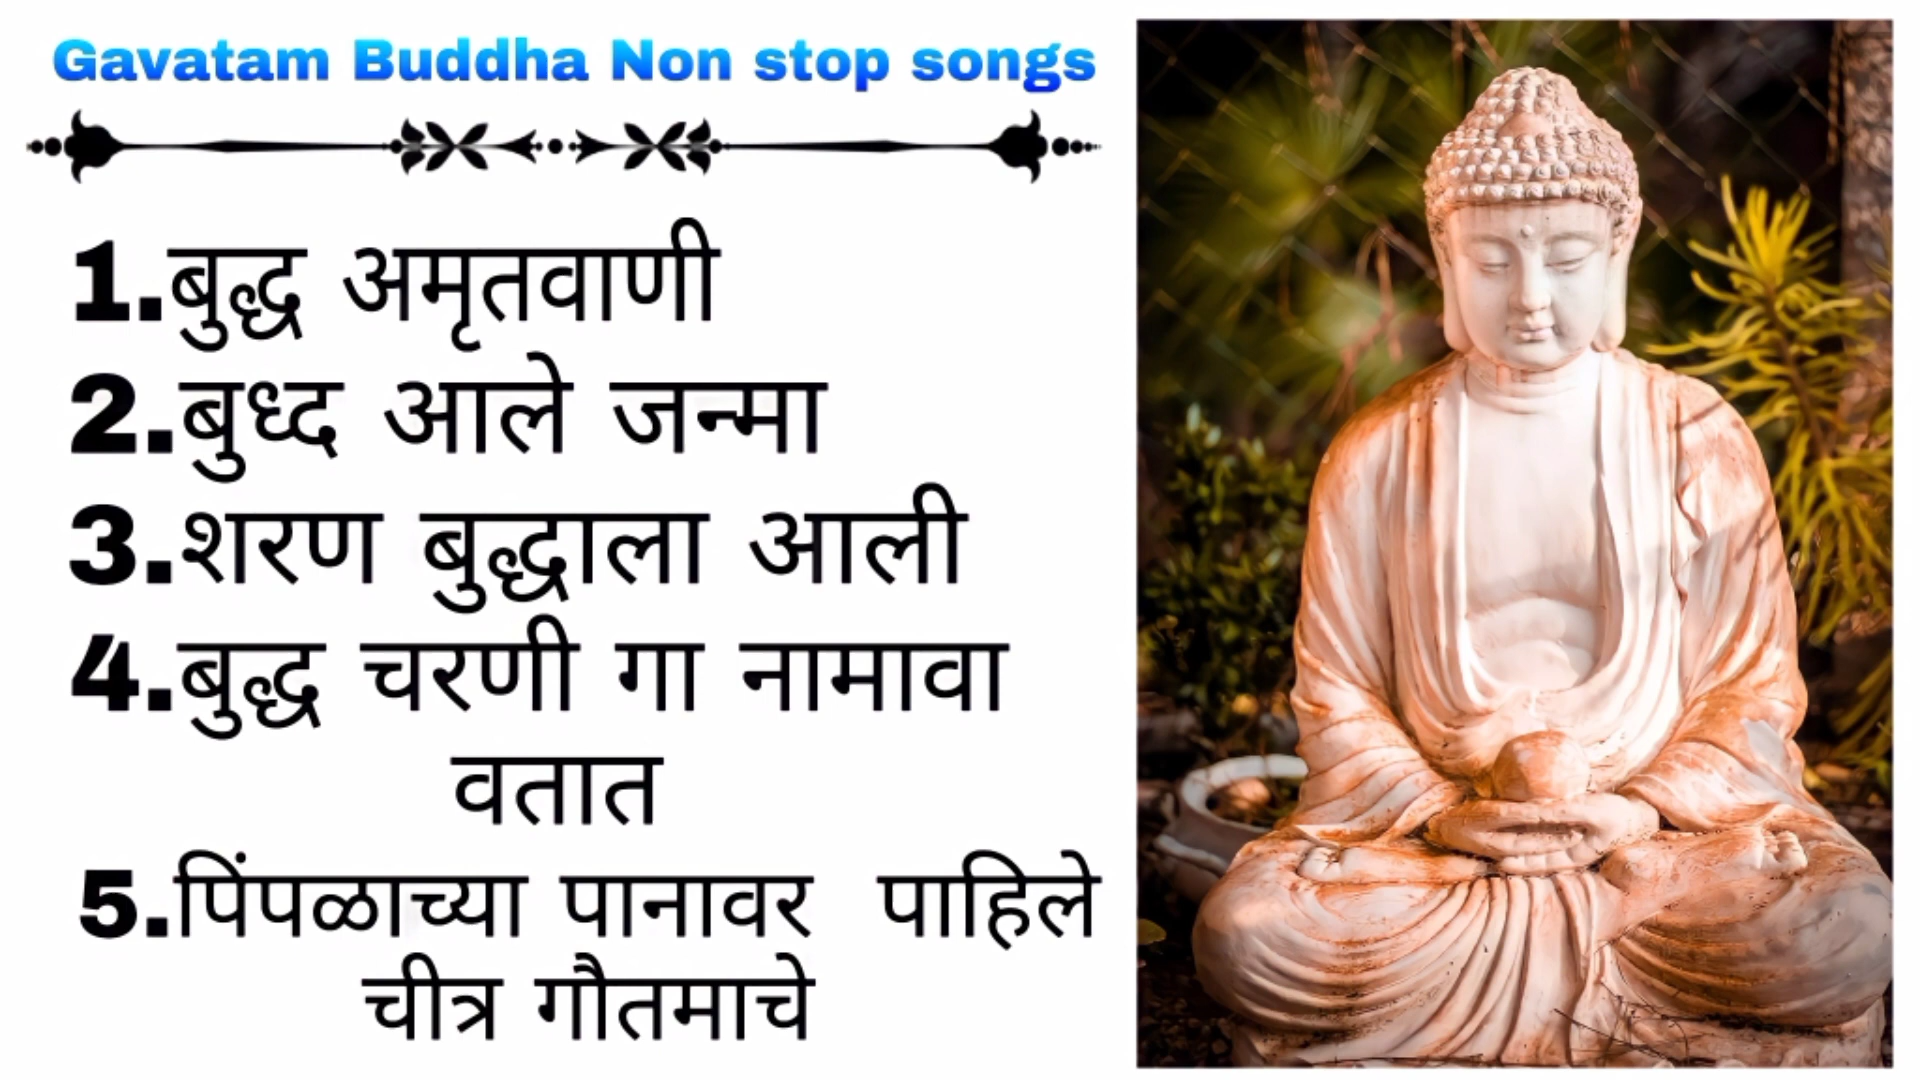 Gavatam Buddha Non stop songs
1.बुद्ध अमृतवाणी
2.बुध्द आले जन्मा
3.शरण बुद्धाला आली
4.बुद्ध चरणी गा नामावा
वतात
5.पिंपळाच्या पानावर पाहिले
चीत्र गौतमाचे